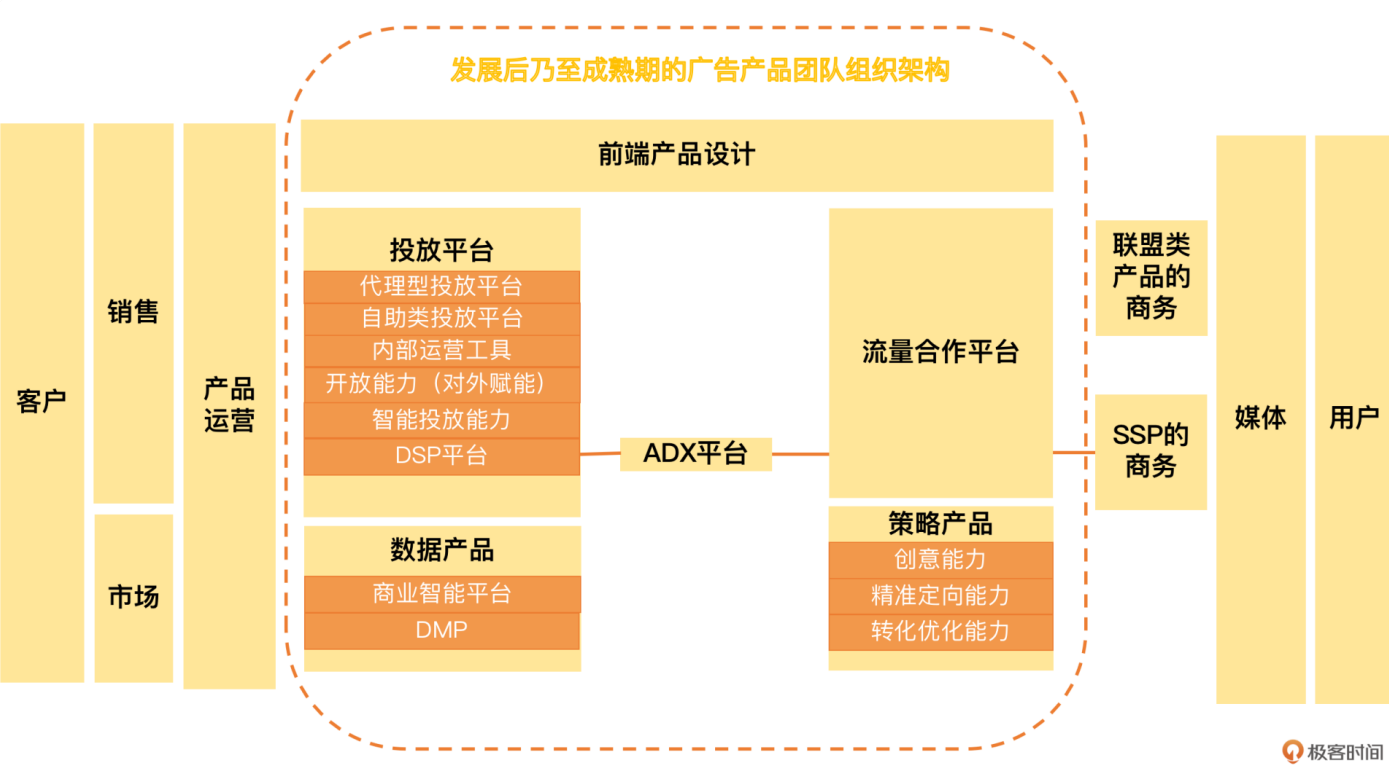 发展后乃至成熟期的广告产品团队组织架构
前端产品设计
客户
销售
市场
产品
运营
投放平台
代理型投放平台
自助类投放平台
内部运营工具
开放能力（对外赋能）
智能投放能力
DSP平台
数据产品
商业智能平台
DMP
ADX平台
流量合作平台
策略产品
创意能力
精准定向能力
转化优化能力
联盟类
产品的
商务
SSP的
商务
媒体
用户
极客时间